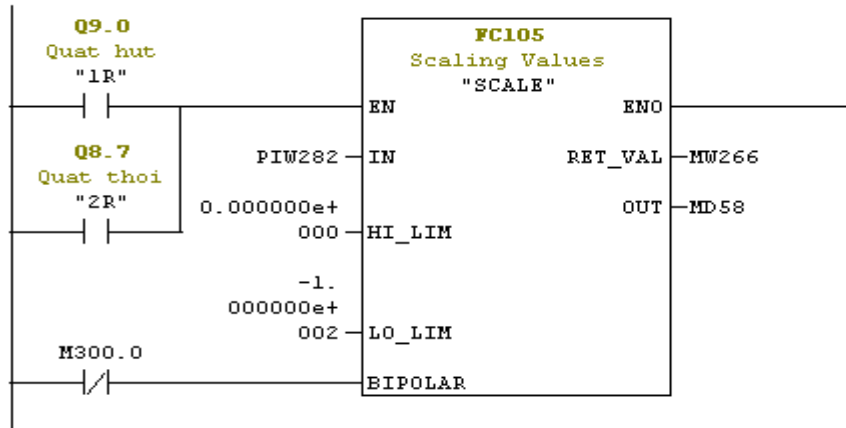 Q9.0
Quat hut
"1R"
FC105
Scaling Values
"SCALE"
EN
ENO
Q8.7
Quat thoi
"2R"
PIW282
IN
RET_VAL
MW266
0.000000e+
000
HI_LIM
OUT
MD58
-1.
000000e+
002
LO_LIM
M300.0
BIPOLAR